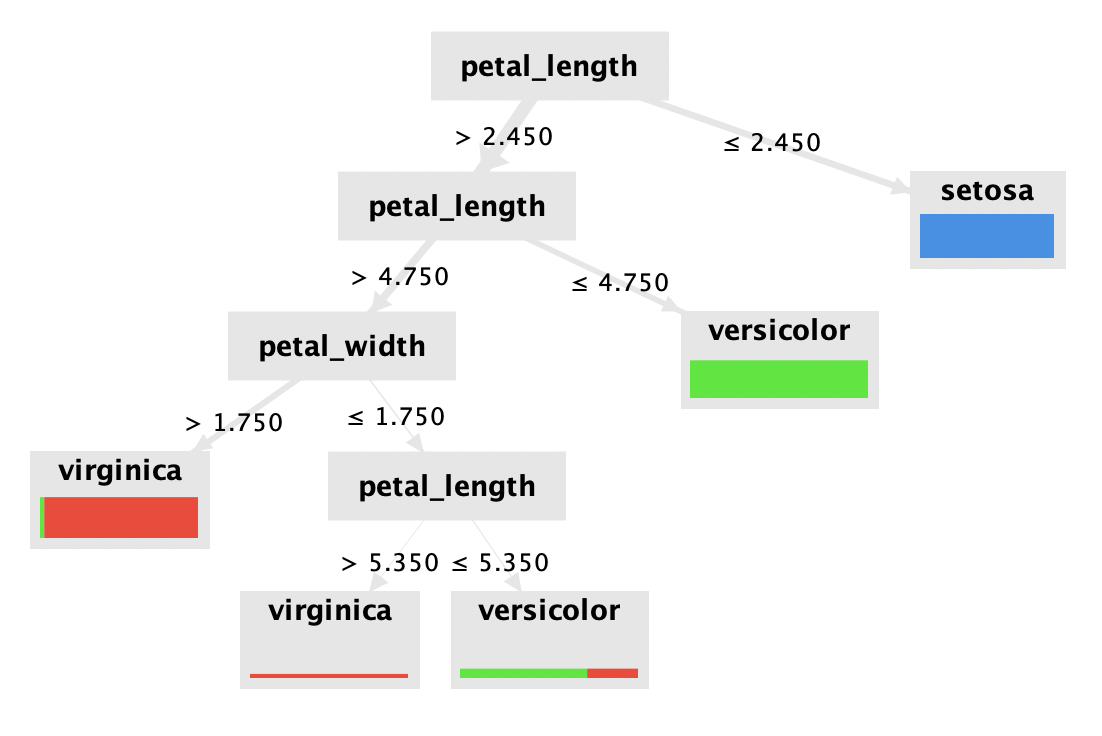 petal_length
> 2.450
≤ 2.450
petal_length
setosa
> 4.750
≤ 4.750
petal_width
versicolor
> 1.750
≤ 1.750
virginica
petal_length
> 5.350
≤ 5.350
virginica
versicolor